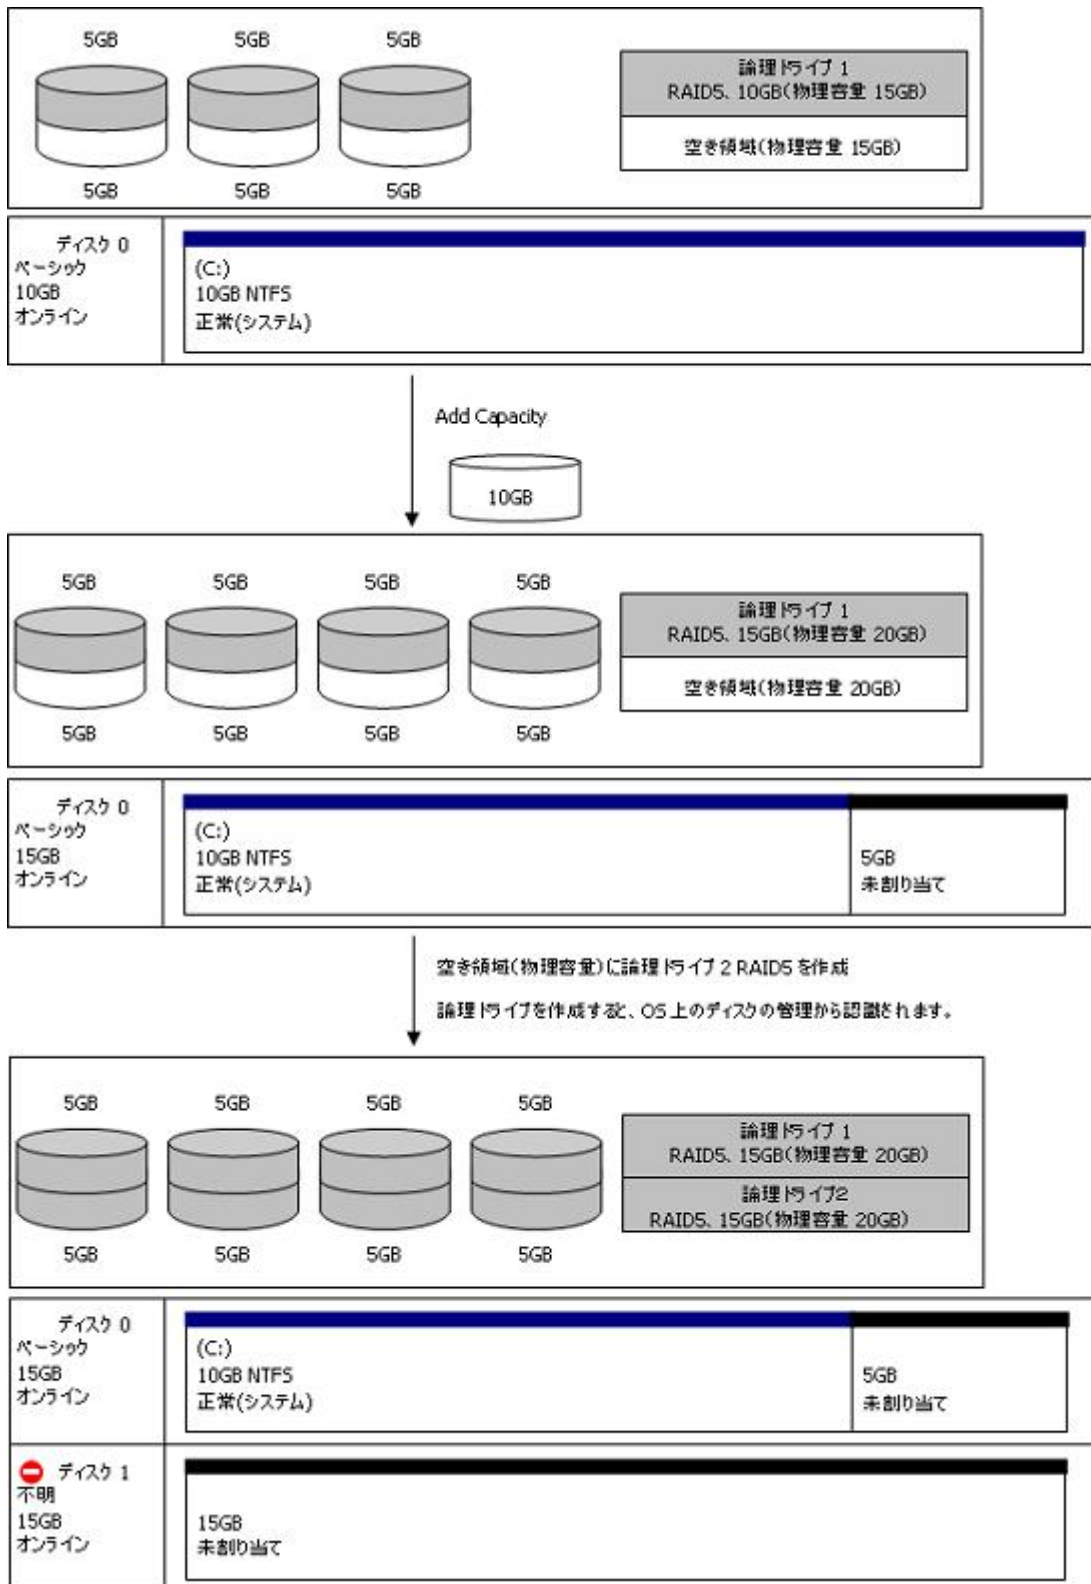 5GB 5GB 5GB
論理ドライブ 1
RAID5、10GB(物理容量 15GB)
空き領域(物理容量 15GB)
5GB 5GB 5GB
ディスク 0
ベーシック
10GB
オンライン
(C:)
10GB NTFS
正常(システム)
Add Capacity
10GB
5GB 5GB 5GB 5GB
論理ドライブ 1
RAID5、15GB(物理容量 20GB)
空き領域(物理容量 20GB)
5GB 5GB 5GB 5GB
ディスク 0
ベーシック
15GB
オンライン
(C:)
10GB NTFS
正常(システム)
5GB
未割り当て
空き領域(物理容量)に論理ドライブ 2 RAID5 を作成
論理ドライブを作成すると、OS 上のディスクの管理から認識されます。
5GB 5GB 5GB 5GB
論理ドライブ 1
RAID5、15GB(物理容量 20GB)
論理ドライブ2
RAID5、15GB(物理容量 20GB)
5GB 5GB 5GB 5GB
ディスク 0
ベーシック
15GB
オンライン
(C:)
10GB NTFS
正常(システム)
5GB
未割り当て
ディスク 1
不明
15GB
オンライン
15GB
未割り当て